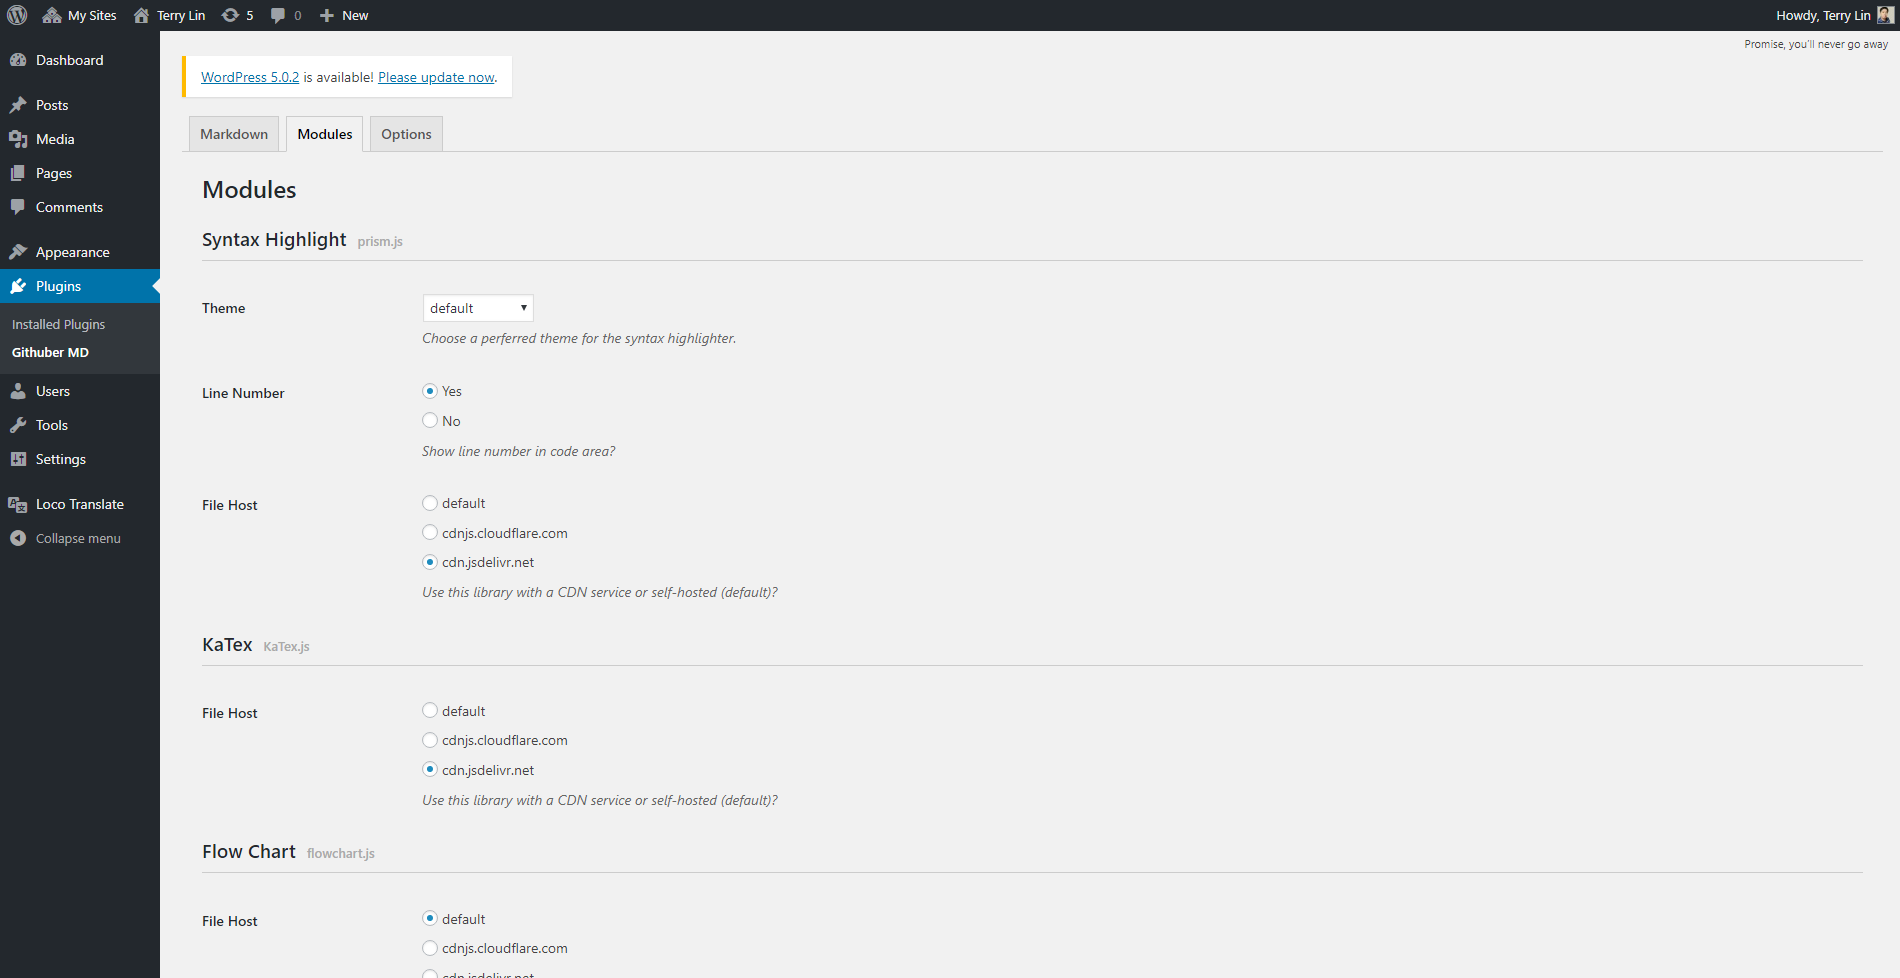 My Sites Terry Lin 5 0 New Howdy, Terry Lin
Promise, you'll never go away
Dashboard
Posts
Media
Pages
Comments
Appearance
Plugins
Installed Plugins
Githuber MD
Users
Tools
Settings
Loco Translate
Collapse menu
WordPress 5.0.2 is available! Please update now.
Markdown Modules Options
Modules
Syntax Highlight prism.js
Theme default
Choose a perferred theme for the syntax highlighter.
Line Number Yes
No
Show line number in code area?
File Host default
cdnjs.cloudflare.com
cdn.jsdelivr.net
Use this library with a CDN service or self-hosted (default)?
KaTex KaTex.js
File Host default
cdnjs.cloudflare.com
cdn.jsdelivr.net
Use this library with a CDN service or self-hosted (default)?
Flow Chart flowchart.js
File Host default
cdnjs.cloudflare.com
cdn.jsdelivr.net